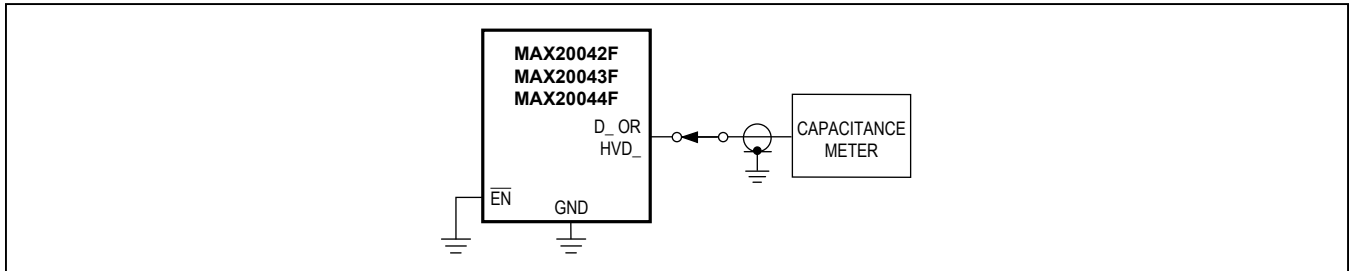 MAX20042F
MAX20043F
MAX20044F
D_ OR
HVD_
CAPACITANCE
METER
EN
GND